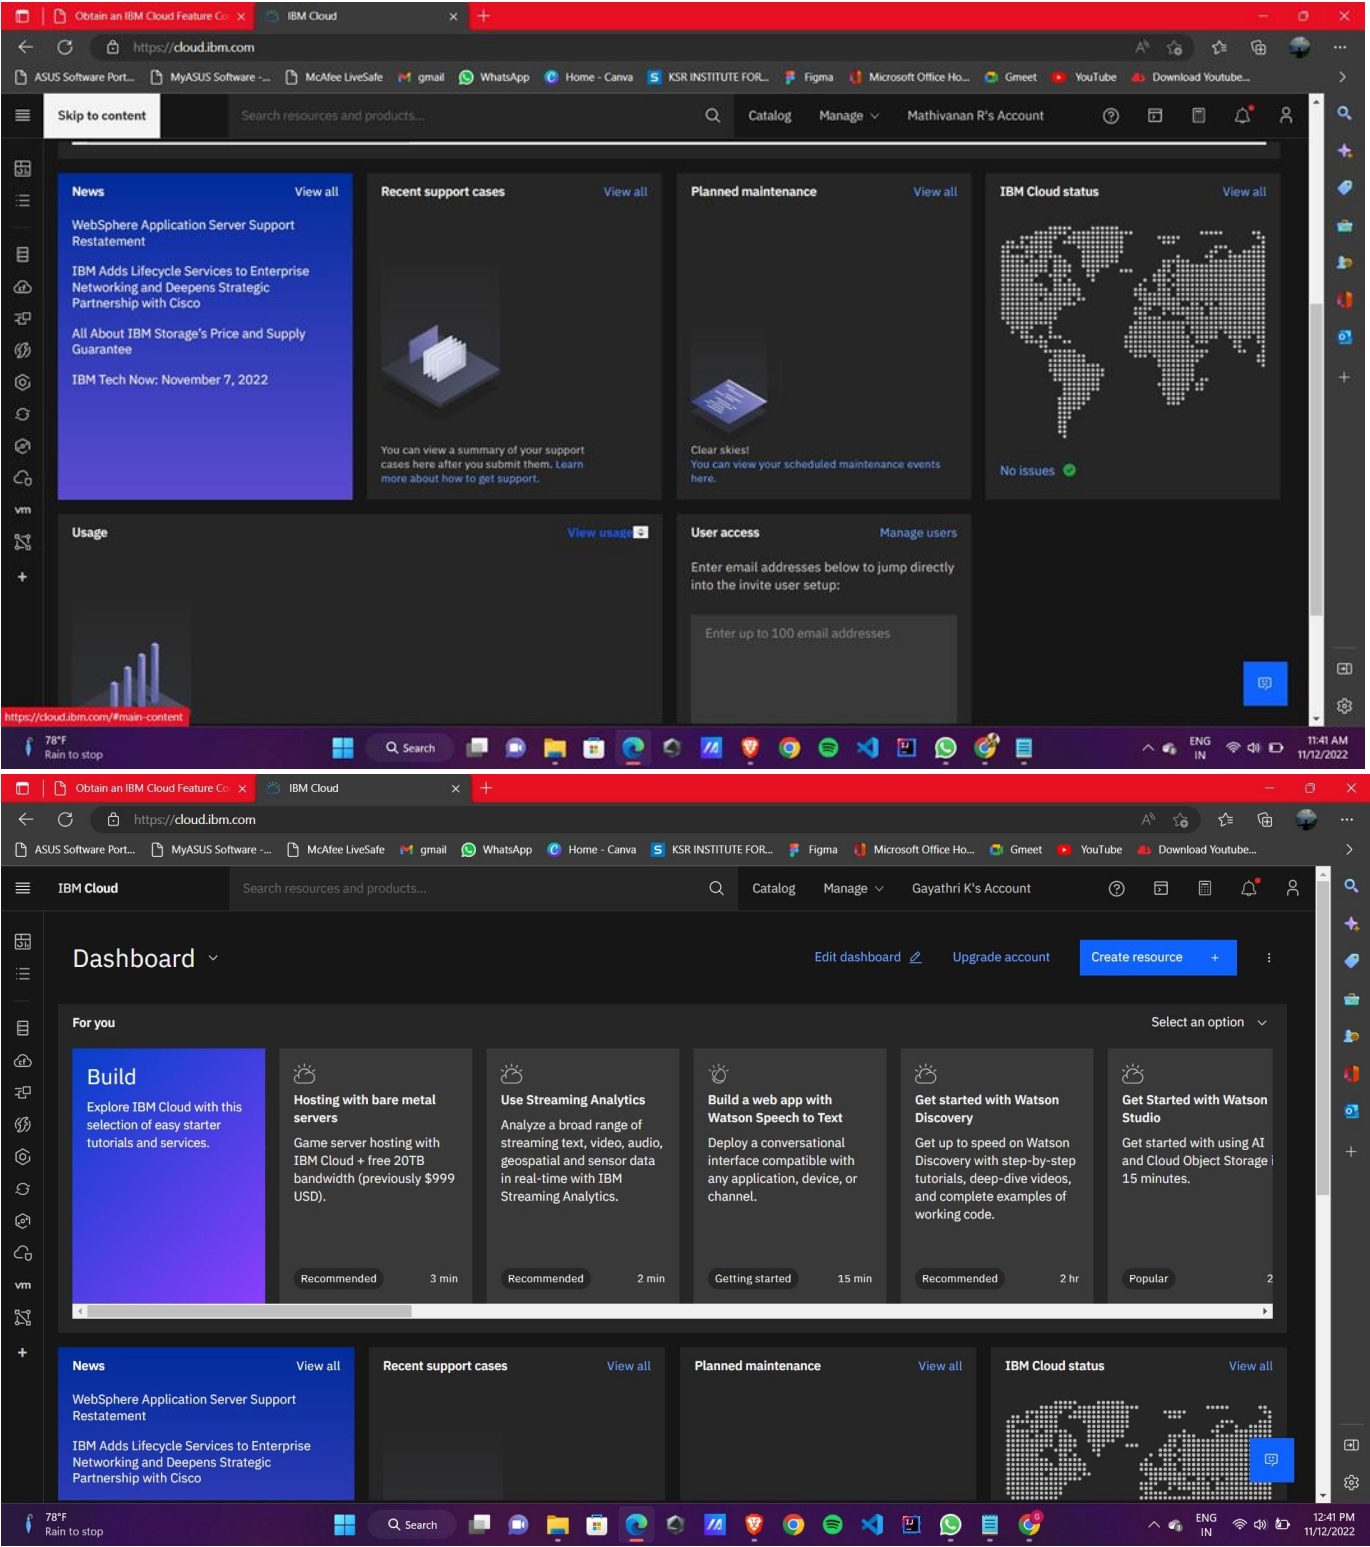 Obtain an IBM Cloud Feature Co
IBM Cloud
https://cloud.ibm.com
ASUS Software Port...
MyASUS Software -...
McAfee LiveSafe
gmail
WhatsApp
Home - Canva
KSR INSTITUTE FOR...
Figma
Microsoft Office Ho...
Gmeet
YouTube
Download Youtube...
Skip to content
Search resources and products...
Catalog
Manage
Mathivanan R's Account
News
View all
WebSphere Application Server Support
Restatement
IBM Adds Lifecycle Services to Enterprise
Networking and Deepens Strategic
Partnership with Cisco
All About IBM Storage's Price and Supply
Guarantee
IBM Tech Now: November 7, 2022
Recent support cases
View all
You can view a summary of your support
cases here after you submit them. Learn
more about how to get support.
Planned maintenance
View all
Clear skies!
You can view your scheduled maintenance events
here.
IBM Cloud status
View all
No issues
vm
Usage
View usage
User access
Manage users
Enter email addresses below to jump directly
into the invite user setup:
Enter up to 100 email addresses
https://cloud.ibm.com/#main-content
78°F
Rain to stop
Search
ENG
IN
11:41 AM
11/12/2022
Obtain an IBM Cloud Feature Co
IBM Cloud
https://cloud.ibm.com
ASUS Software Port...
MyASUS Software -...
McAfee LiveSafe
gmail
WhatsApp
Home - Canva
KSR INSTITUTE FOR...
Figma
Microsoft Office Ho...
Gmeet
YouTube
Download Youtube...
IBM Cloud
Search resources and products...
Catalog
Manage
Gayathri K's Account
Dashboard
Edit dashboard
Upgrade account
Create resource +
For you
Select an option
Build
Explore IBM Cloud with this
selection of easy starter
tutorials and services.
Hosting with bare metal
servers
Game server hosting with
IBM Cloud + free 20TB
bandwidth (previously $999
USD).
Recommended
3 min
Use Streaming Analytics
Analyze a broad range of
streaming text, video, audio,
geospatial and sensor data
in real-time with IBM
Streaming Analytics.
Recommended
2 min
Build a web app with
Watson Speech to Text
Deploy a conversational
interface compatible with
any application, device, or
channel.
Getting started
15 min
Get started with Watson
Discovery
Get up to speed on Watson
Discovery with step-by-step
tutorials, deep-dive videos,
and complete examples of
working code.
Recommended
2 hr
Get Started with Watson
Studio
Get started with using AI
and Cloud Object Storage i
15 minutes.
Popular
2
vm
News
View all
WebSphere Application Server Support
Restatement
IBM Adds Lifecycle Services to Enterprise
Networking and Deepens Strategic
Partnership with Cisco
Recent support cases
View all
Planned maintenance
View all
IBM Cloud status
View all
78°F
Rain to stop
Search
ENG
IN
12:41 PM
11/12/2022